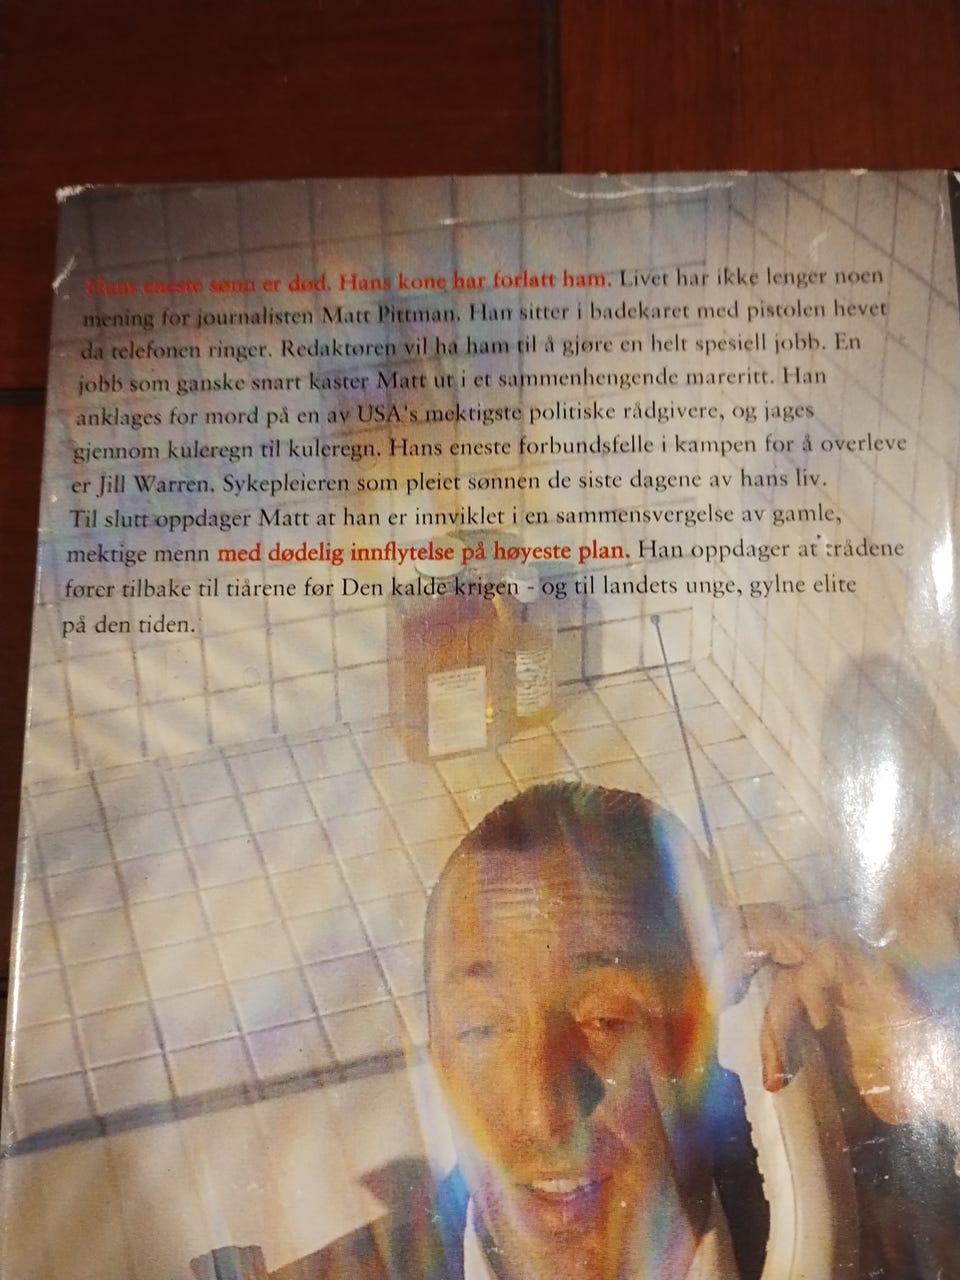 Hans eneste sønn er død. Hans kone har forlatt ham. Livet har ikke lenger noen
mening for journalisten Matt Pittman. Han sitter i badekaret med pistolen hevet
da telefonen ringer. Redaktøren vil ha ham til å gjøre en helt spesiell jobb. En
jobb som ganske snart kaster Matt ut i et sammenhengende mareritt. Han
anklages for mord på en av USA's mektigste politiske rådgivere, og jages
gjennom kuleregn til kuleregn. Hans eneste forbundsfelle i kampen for å overleve
er Jill Warren. Sykepleieren som pleiet sønnen de siste dagene av hans liv.
Til slutt oppdager Matt at han er innviklet i en sammensvergelse av gamle,
mektige menn med dødelig innflytelse på høyeste plan. Han oppdager at trådene
fører tilbake til tiårene før Den kalde krigen - og til landets unge, gylne elite
på den tiden.